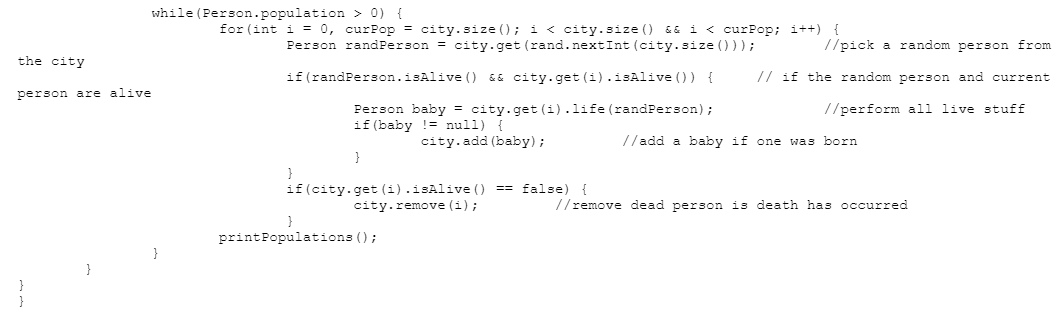 while(Person.population > 0) {
for(int i = 0, curPop = city.size(); i < city.size() && i < curPop; i++) {
Person randPerson = city.get(rand.nextInt(city.size())); //pick a random person from
the city
if(randPerson.isAlive() && city.get(i).isAlive()) { // if the random person and current
person are alive
Person baby = city.get(i).life(randPerson); //perform all live stuff
if(baby != null) {
city.add(baby); //add a baby if one was born
}
}
if(city.get(i).isAlive() == false) {
city.remove(i); //remove dead person is death has occurred
}
printPopulations();
}
}
}
}